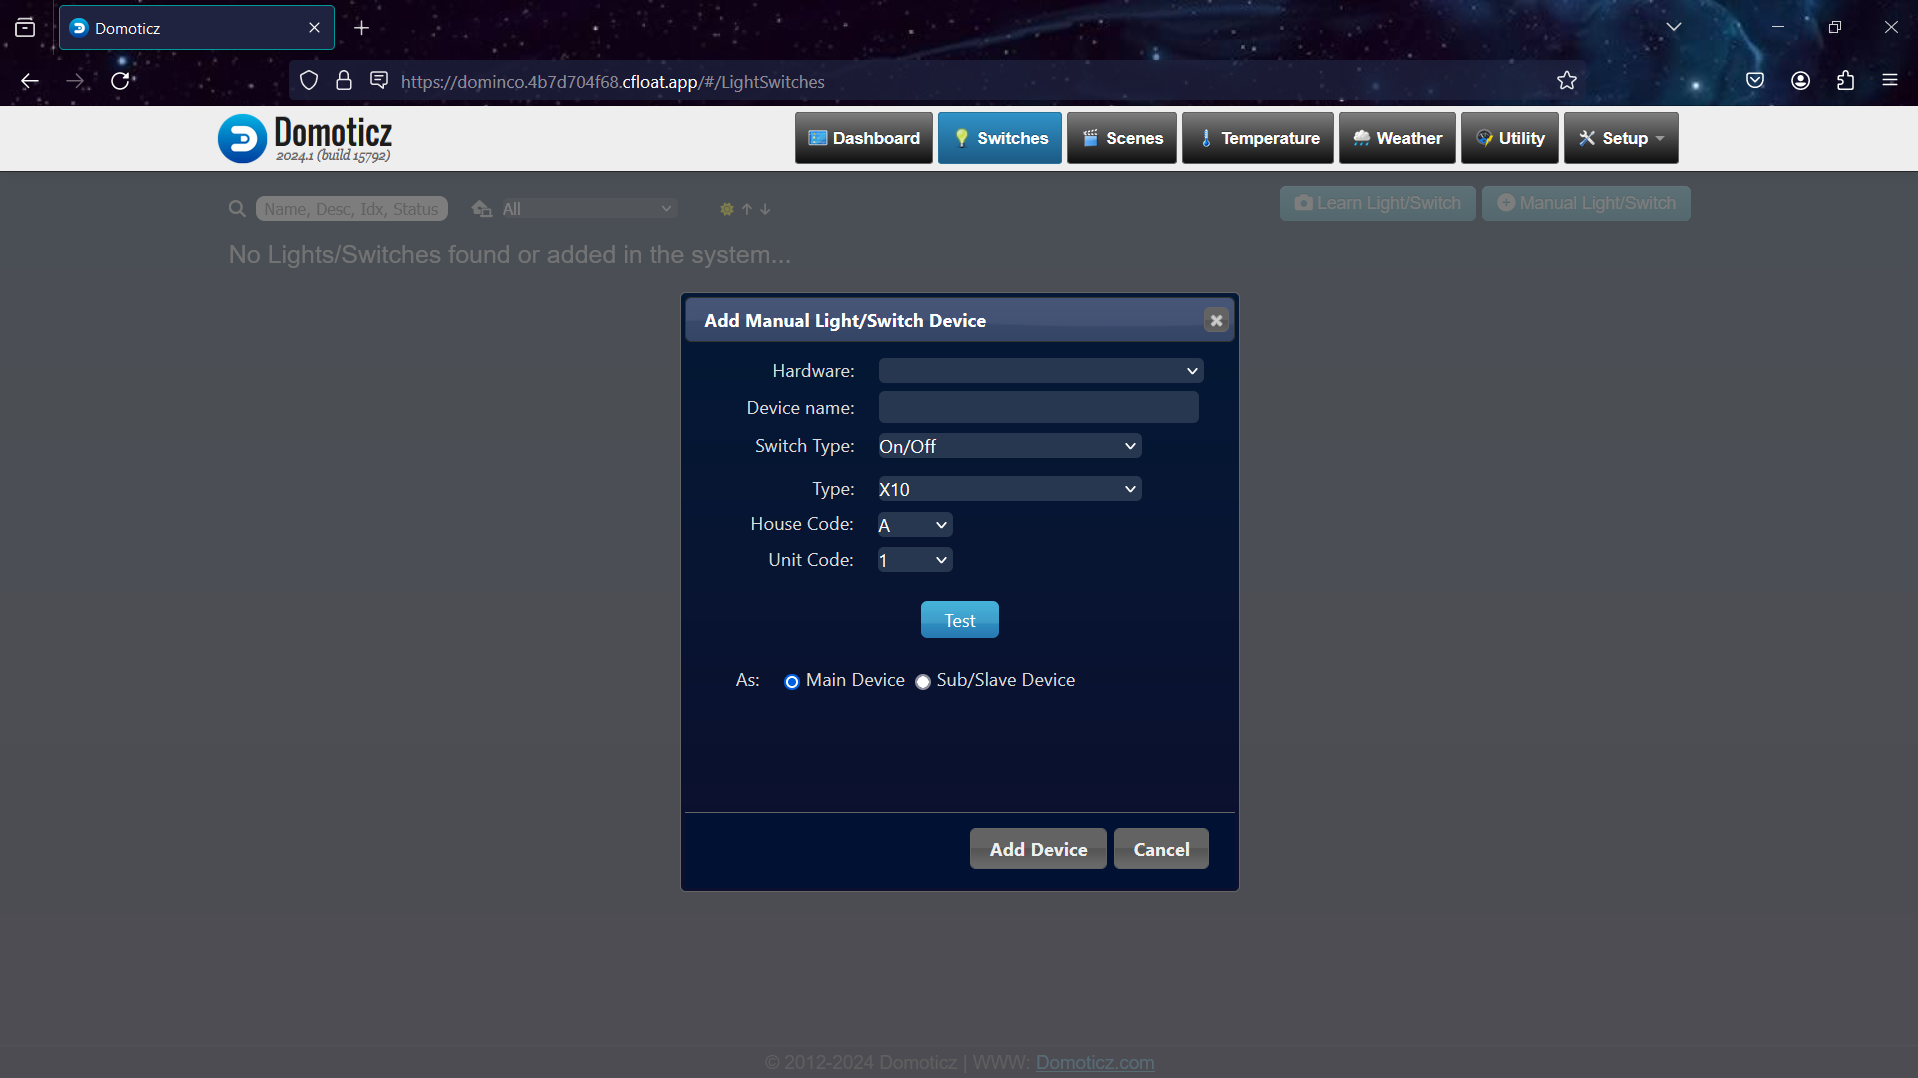 Domoticz
https://dominco.4b7d704f68.cfloat.app/#/LightSwitches
Domoticz
2024.1 (build 15792)
Dashboard
Switches
Scenes
Temperature
Weather
Utility
Setup
Name, Desc, Idx, Status
All
Learn Light/Switch
Manual Light/Switch
No Lights/Switches found or added in the system...
Add Manual Light/Switch Device
Hardware:
Device name:
Switch Type: On/Off
Type: X10
House Code: A
Unit Code: 1
Test
As: Main Device Sub/Slave Device
Add Device
Cancel
© 2012-2024 Domoticz | WWW: Domoticz.com